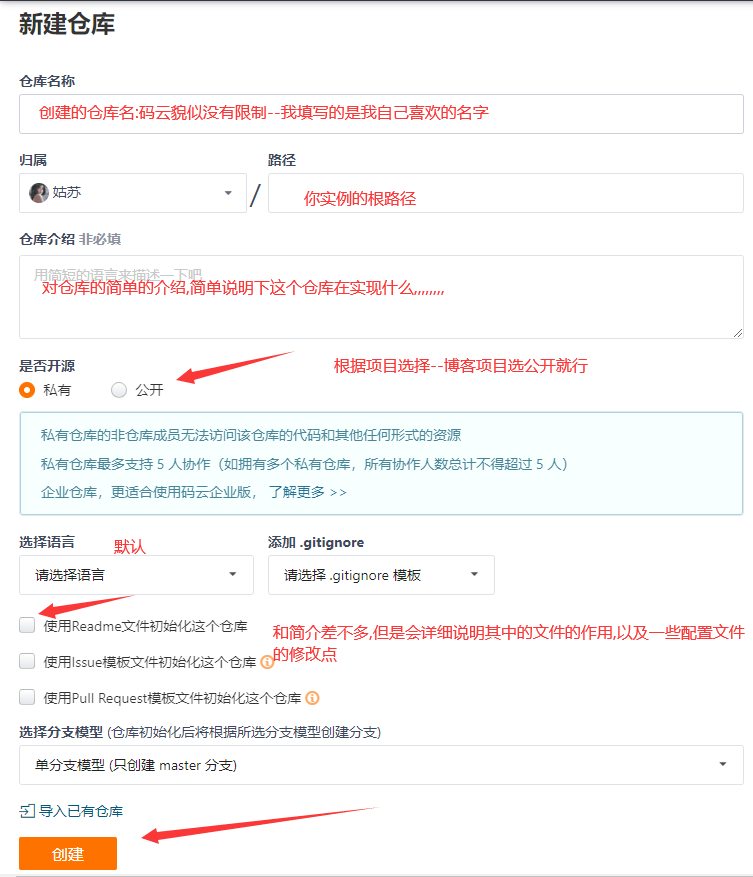 新建仓库
仓库名称
创建的仓库名:码云貌似没有限制--我填写的是我自己喜欢的名字
归属
路径
姑苏
/
你实例的根路径
仓库介绍 非必填
用简短的语言来描述一下吧
对仓库的简单的介绍,简单说明下这个仓库在实现什么,,,,,,,,
是否开源
根据项目选择--博客项目选公开就行
私有
公开
私有仓库的非仓库成员无法访问该仓库的代码和其他任何形式的资源
私有仓库最多支持 5 人协作（如拥有多个私有仓库，所有协作人数总计不得超过 5 人）
企业仓库，更适合使用码云企业版， 了解更多 >>
选择语言
默认
添加 .gitignore
请选择语言
请选择 .gitignore 模板
使用Readme文件初始化这个仓库
和简介差不多,但是会详细说明其中的文件的作用,以及一些配置文件
的修改点
使用Issue模板文件初始化这个仓库
使用Pull Request模板文件初始化这个仓库
选择分支模型 (仓库初始化后将根据所选分支模型创建分支)
单分支模型 (只创建 master 分支)
导入已有仓库
创建